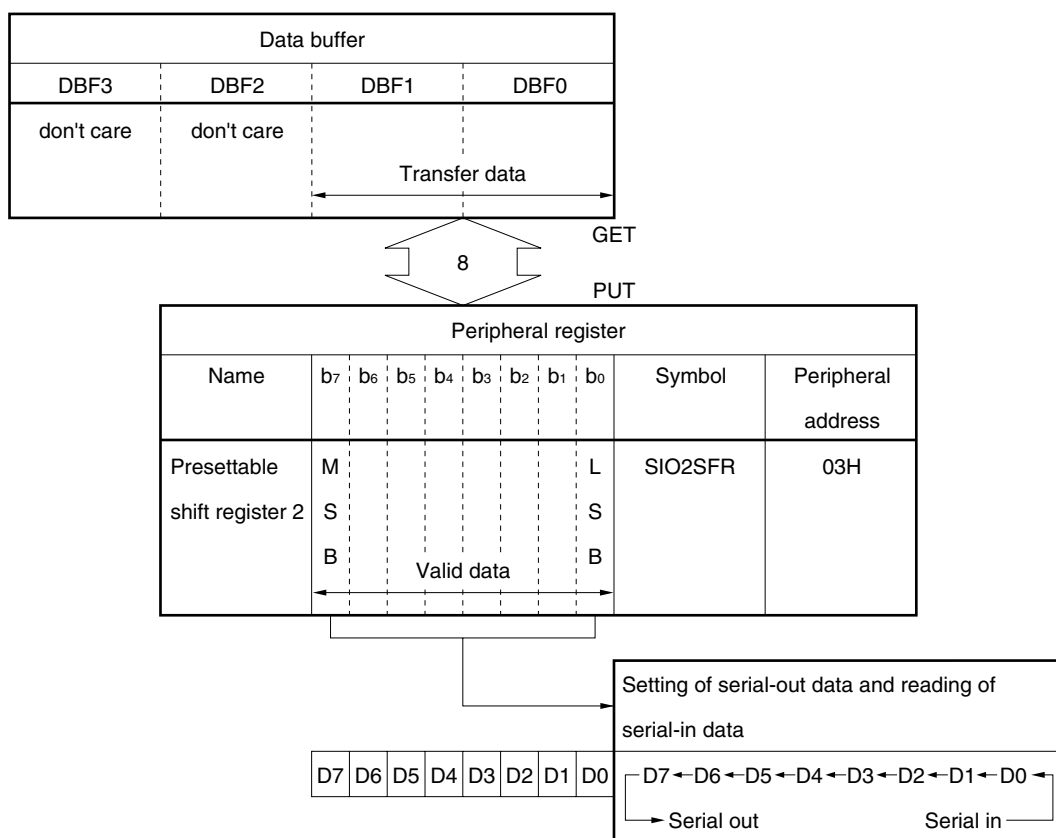 Data buffer
DBF3 DBF2 DBF1 DBF0
don't care don't care
Transfer data
GET
8
PUT
Peripheral register
Name b7 b6 b5 b4 b3 b2 b1 b0 Symbol Peripheral
address
Presettable M L SIO2SFR 03H
shift register 2 S S
B B
Valid data
Setting of serial-out data and reading of
serial-in data
D7 D6 D5 D4 D3 D2 D1 D0 D7 D6 D5 D4 D3 D2 D1 D0
Serial out Serial in